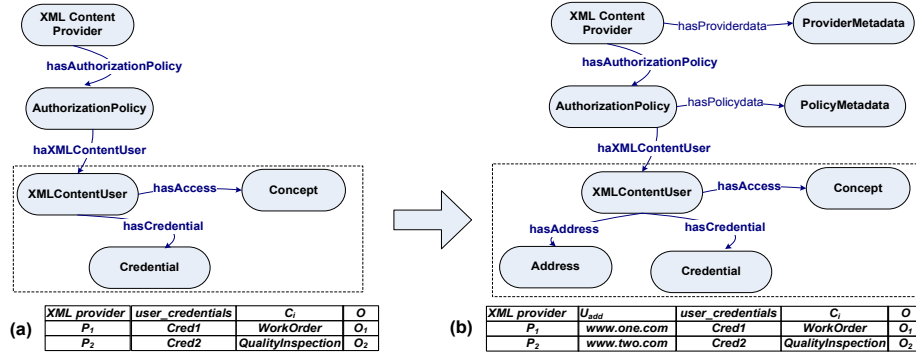 XML Content
Provider
hasAuthorizationPolicy
AuthorizationPolicy
haXMLContentUser
XMLContentUser
hasAccess
Concept
hasCredential
Credential
(a)
XML provider user_credentials Ci O
P1 Cred1 WorkOrder O1
P2 Cred2 QualityInspection O2
XML Content
Provider
hasProviderdata
ProviderMetadata
hasAuthorizationPolicy
AuthorizationPolicy
hasPolicydata
PolicyMetadata
haXMLContentUser
XMLContentUser
hasAccess
Concept
hasAddress
hasCredential
Address
Credential
(b)
XML provider Uadd user_credentials Ci O
P1 www.one.com Cred1 WorkOrder O1
P2 www.two.com Cred2 QualityInspection O2